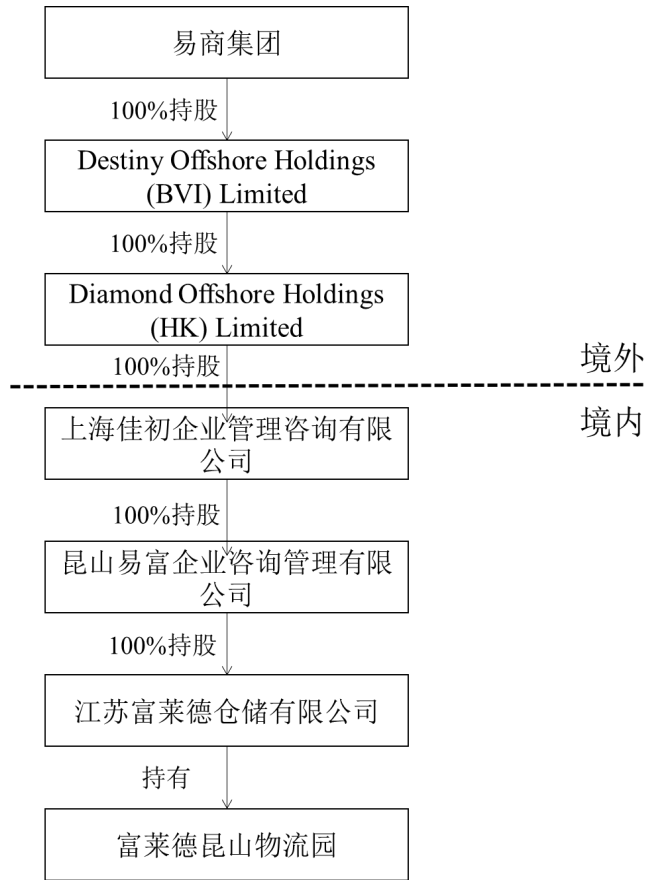 易商集团
100%持股
Destiny Offshore Holdings
(BVI) Limited
100%持股
Diamond Offshore Holdings
(HK) Limited
境外
100%持股
境内
上海佳初企业管理咨询有限
公司
100%持股
昆山易富企业咨询管理有限
公司
100%持股
江苏富莱德仓储有限公司
持有
富莱德昆山物流园